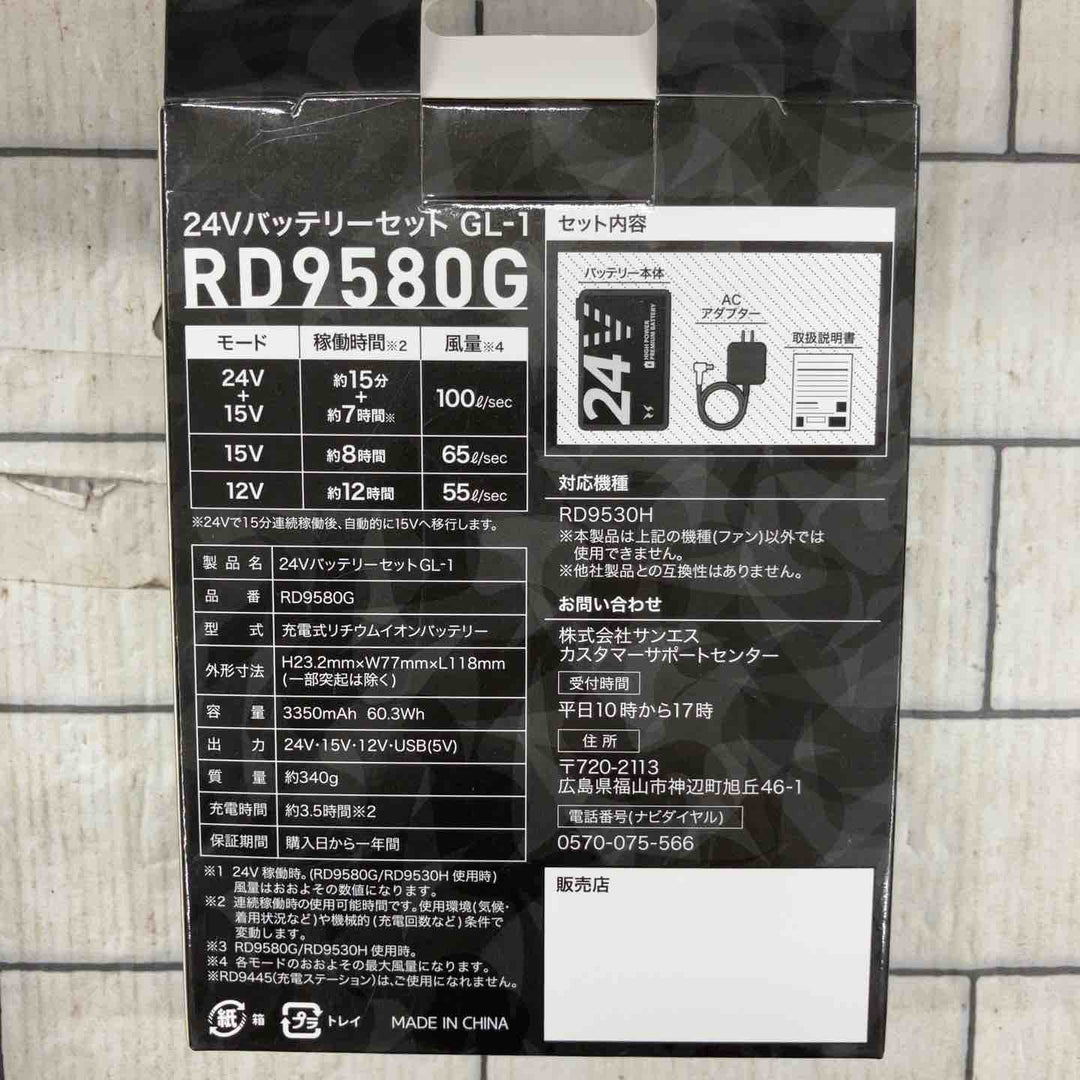 24Vバッテリーセット GL-1
RD9580G
モード 稼働時間※2 風量※4
24V
+
15V
約15分
+
約7時間※
100ℓ/sec
15V 約8時間 65ℓ/sec
12V 約12時間 55ℓ/sec
※24Vで15分連続稼働後、自動的に15Vへ移行します。
製品名 24VバッテリーセットGL-1
品番 RD9580G
型式 充電式リチウムイオンバッテリー
外形寸法 H23.2mm×W77mm×L118mm
(一部突起は除く)
容量 3350mAh 60.3Wh
出力 24V・15V・12V・USB(5V)
質量 約340g
充電時間 約3.5時間※2
保証期間 購入日から一年間
※1 24V稼働時。(RD9580G/RD9530H 使用時)
風量はおおよその数値になります。
※2 連続稼働時の使用可能時間です。使用環境(気候・
着用状況など)や機械的(充電回数など)条件で
変動します。
※3 RD9580G/RD9530H 使用時。
※4 各モードのおおよその最大風量になります。
※RD9445(充電ステーション)は、ご使用になれません。
紙 箱 プラ トレイ MADE IN CHINA
セット内容
バッテリー本体
24V
HIGH POWER
PREMIUM BATTERY
AC
アダプター
取扱説明書
対応機種
RD9530H
※本製品は上記の機種(ファン)以外では
使用できません。
※他社製品との互換性はありません。
お問い合わせ
株式会社サンエス
カスタマーサポートセンター
受付時間
平日10時から17時
住所
〒720-2113
広島県福山市神辺町旭丘46-1
電話番号(ナビダイヤル)
0570-075-566
販売店